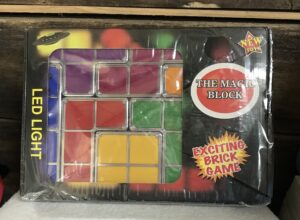 NEW
LED LIGHT
THE MAGIC
BLOCK
EXCITING
BRICK
GAME